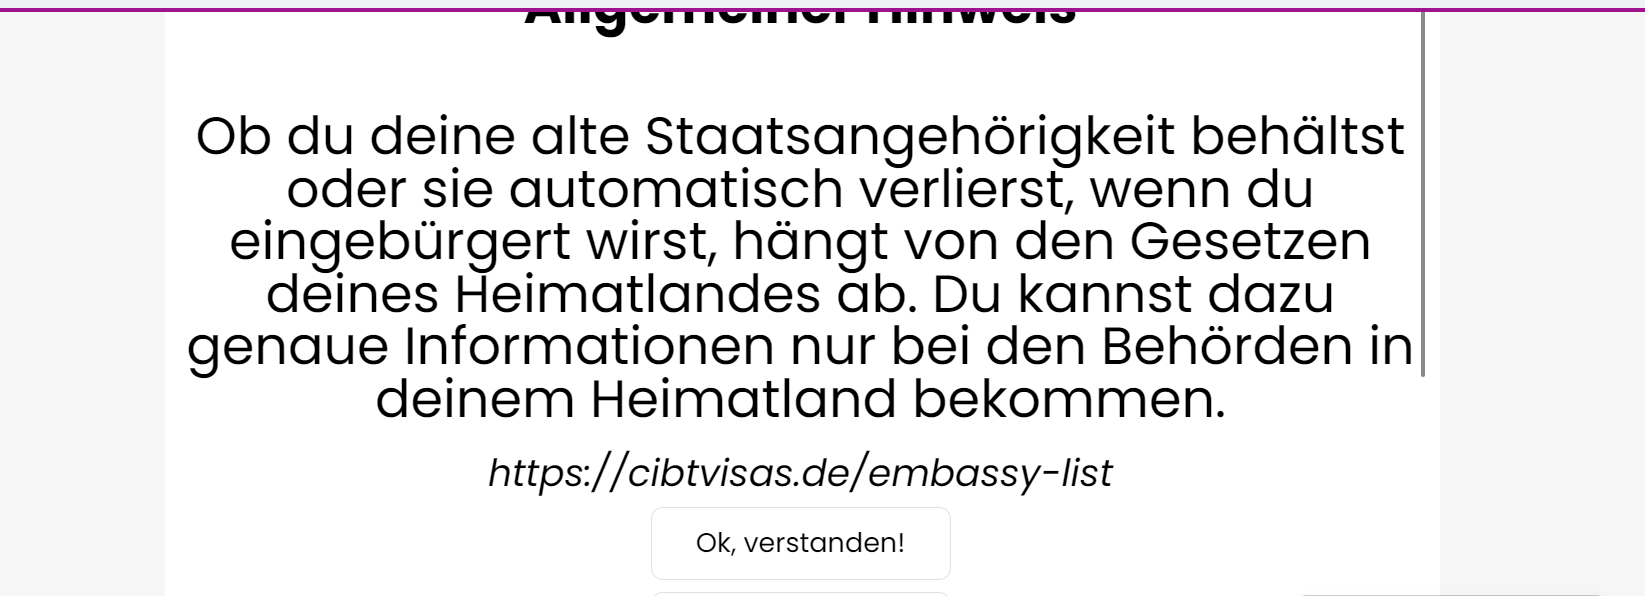 Allgemeiner Hinweis
Ob du deine alte Staatsangehörigkeit behältst
oder sie automatisch verlierst, wenn du
eingebürgert wirst, hängt von den Gesetzen
deines Heimatlandes ab. Du kannst dazu
genaue Informationen nur bei den Behörden in
deinem Heimatland bekommen.
https://cibtvisas.de/embassy-list
Ok, verstanden!